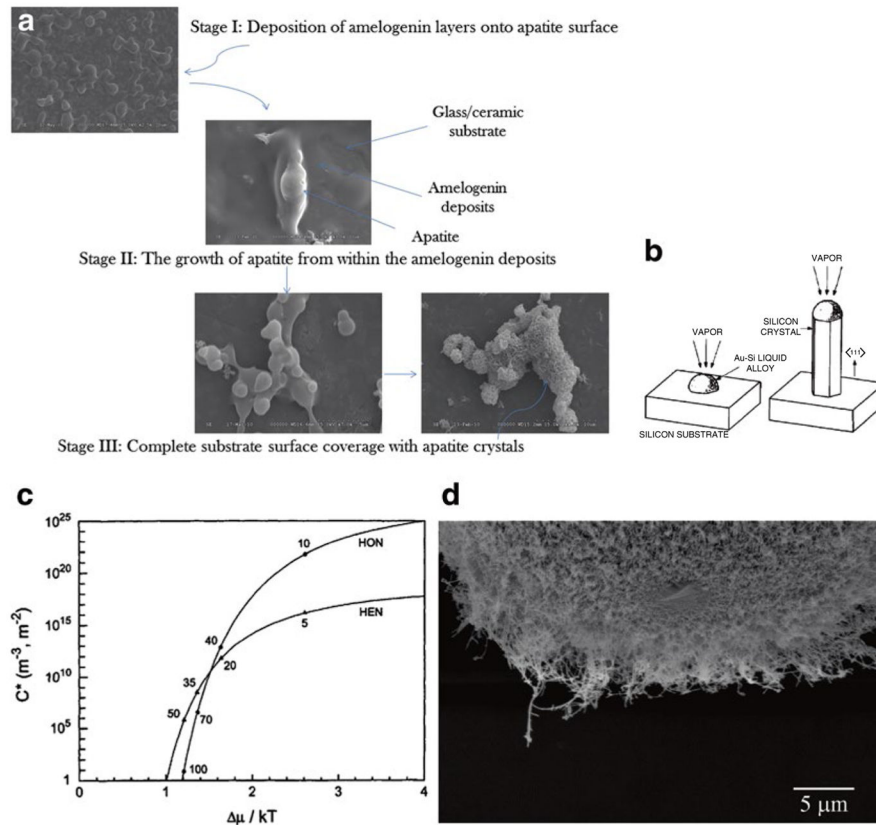 a
Stage I: Deposition of amelogenin layers onto apatite surface
Glass/ceramic
substrate
Amelogenin
deposits
Apatite
Stage II: The growth of apatite from within the amelogenin deposits
Stage III: Complete substrate surface coverage with apatite crystals
b
VAPOR
SILICON
CRYSTAL
VAPOR
Au-Si LIQUID
ALLOY
⟨111⟩
SILICON SUBSTRATE
c
C* (m⁻³, m⁻²)
10²⁵
10²⁰
10¹⁵
10¹⁰
10⁵
1
HON
HEN
10
5
40
20
35
50
70
100
0 1 2 3 4
Δμ / kT
d
5 μm